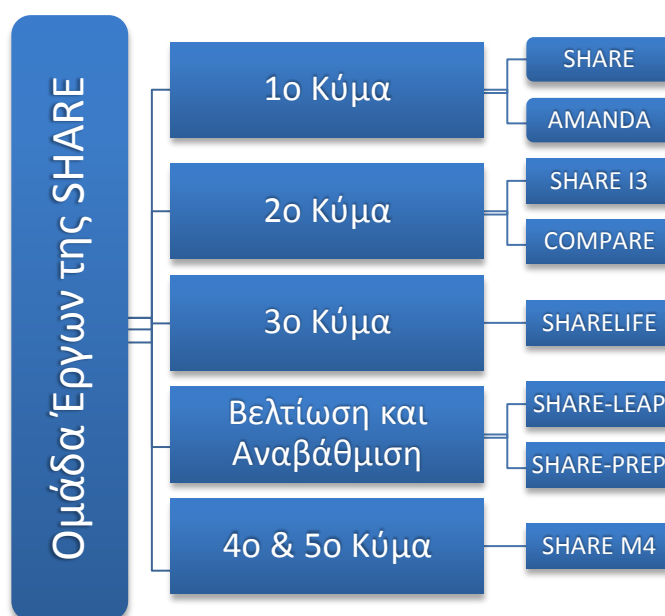 Ομάδα Έργων της SHARE
1ο Κύμα
SHARE
AMANDA
2ο Κύμα
SHARE I3
COMPARE
3ο Κύμα
SHARELIFE
Βελτίωση και
Αναβάθμιση
SHARE-LEAP
SHARE-PREP
4ο & 5ο Κύμα
SHARE M4